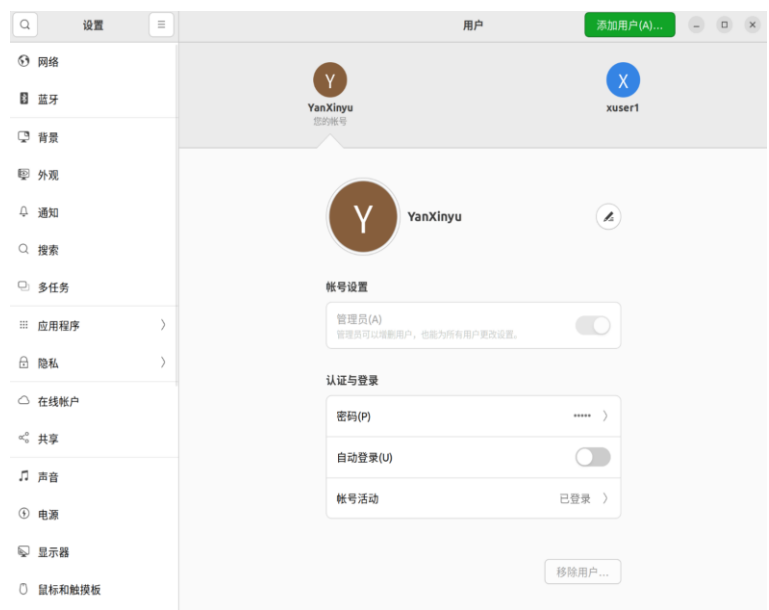 设置
用户
添加用户(A)...
网络
蓝牙
背景
外观
通知
搜索
多任务
应用程序
隐私
在线帐户
共享
声音
电源
显示器
鼠标和触摸板
Y
YanXinyu
您的帐号
X
xuser1
Y
YanXinyu
帐号设置
管理员(A)
管理员可以增删用户，也能为所有用户更改设置。
认证与登录
密码(P) •••••
自动登录(U)
帐号活动 已登录
移除用户...